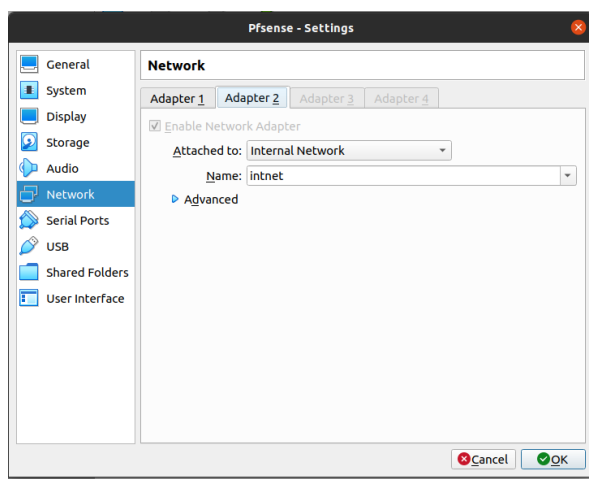 Pfsense - Settings
General
System
Display
Storage
Audio
Network
Serial Ports
USB
Shared Folders
User Interface
Network
Adapter 1 Adapter 2 Adapter 3 Adapter 4
Enable Network Adapter
Attached to: Internal Network
Name: intnet
Advanced
Cancel OK